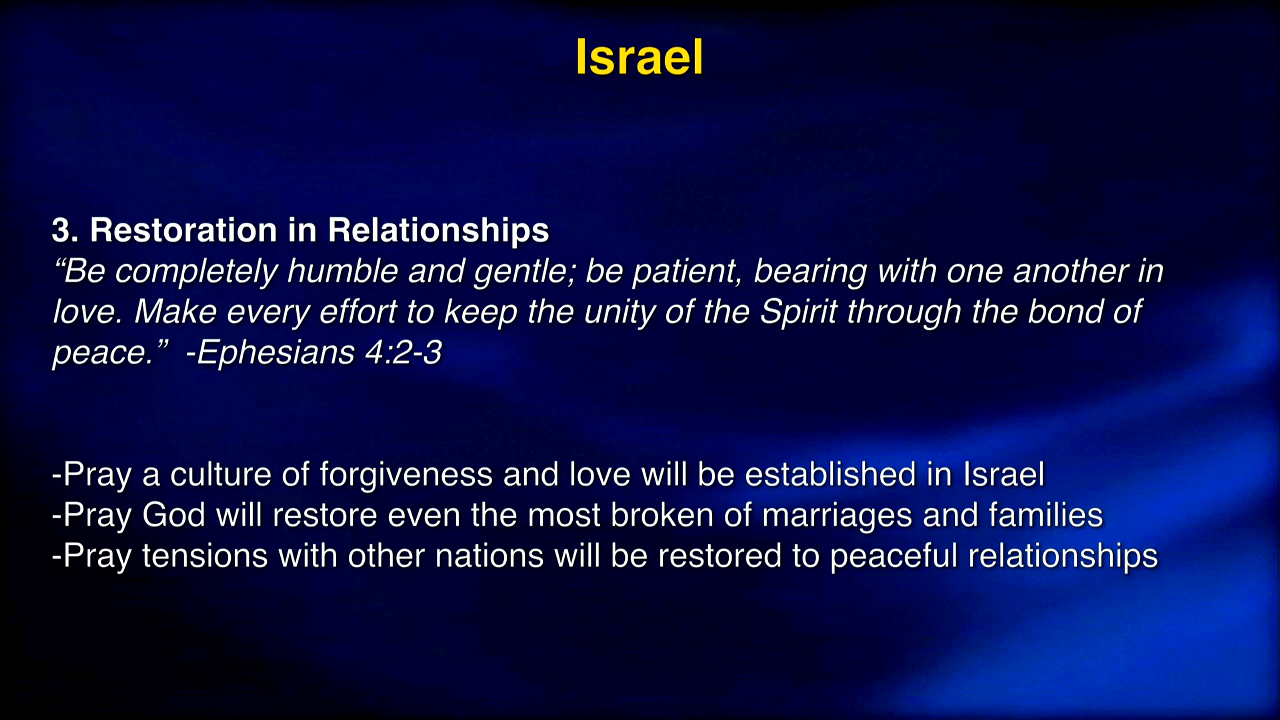 Israel
3. Restoration in Relationships
“Be completely humble and gentle; be patient, bearing with one another in
love. Make every effort to keep the unity of the Spirit through the bond of
peace.”  -Ephesians 4:2-3
-Pray a culture of forgiveness and love will be established in Israel
-Pray God will restore even the most broken of marriages and families
-Pray tensions with other nations will be restored to peaceful relationships